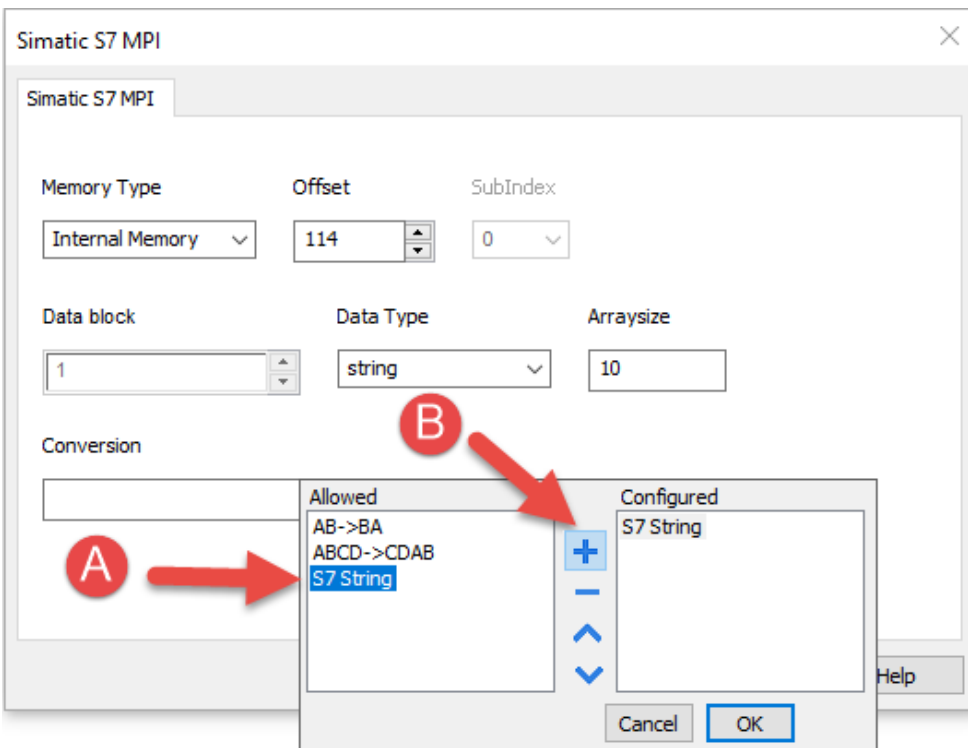 Simatic S7 MPI
Simatic S7 MPI
Memory Type Offset SubIndex
Internal Memory 114 0
Data block Data Type Arraysize
1 string 10
B
Conversion
Allowed Configured
AB->BA S7 String
ABCD->CDAB
A
S7 String
Help
Cancel OK